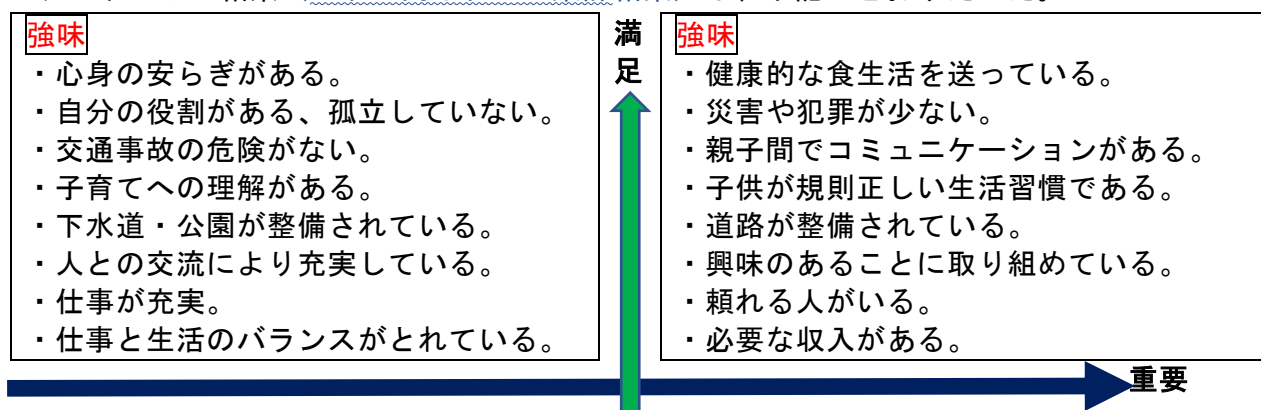 強味
・心身の安らぎがある。
・自分の役割がある、孤立していない。
・交通事故の危険がない。
・子育てへの理解がある。
・下水道・公園が整備されている。
・人との交流により充実している。
・仕事が充実。
・仕事と生活のバランスがとれている。
満足
強味
・健康的な食生活を送っている。
・災害や犯罪が少ない。
・親子間でコミュニケーションがある。
・子供が規則正しい生活習慣である。
・道路が整備されている。
・興味のあることに取り組めている。
・頼れる人がいる。
・必要な収入がある。
重要